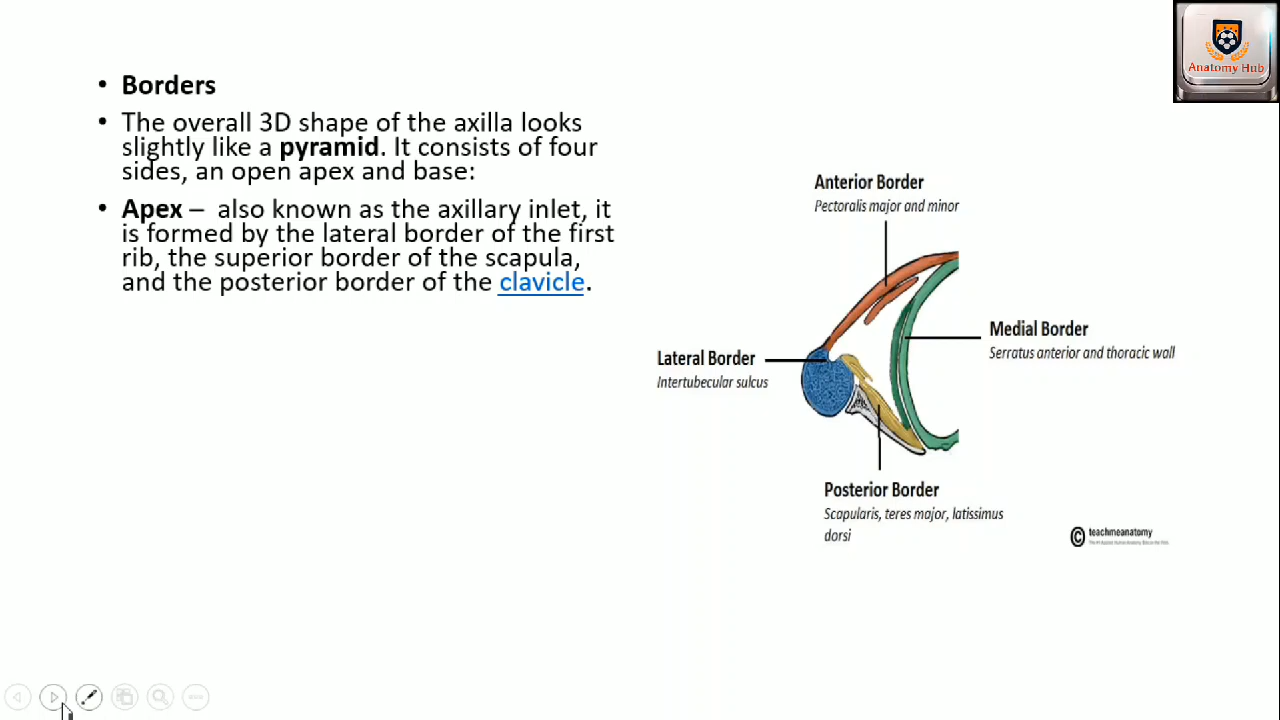 • Borders
• The overall 3D shape of the axilla looks
slightly like a pyramid. It consists of four
sides, an open apex and base:
• Apex – also known as the axillary inlet, it
is formed by the lateral border of the first
rib, the superior border of the scapula,
and the posterior border of the clavicle.
Anatomy Hub
Anterior Border
Pectoralis major and minor
Medial Border
Serratus anterior and thoracic wall
Lateral Border
Intertubecular sulcus
Posterior Border
Scapularis, teres major, latissimus
dorsi
© teachmeanatomy